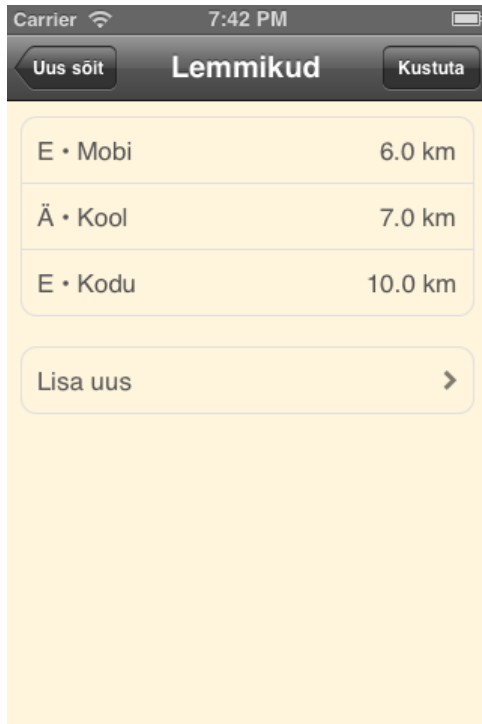 Carrier 7:42 PM
Uus sõit Lemmikud Kustuta
E • Mobi 6.0 km
Ä • Kool 7.0 km
E • Kodu 10.0 km
Lisa uus